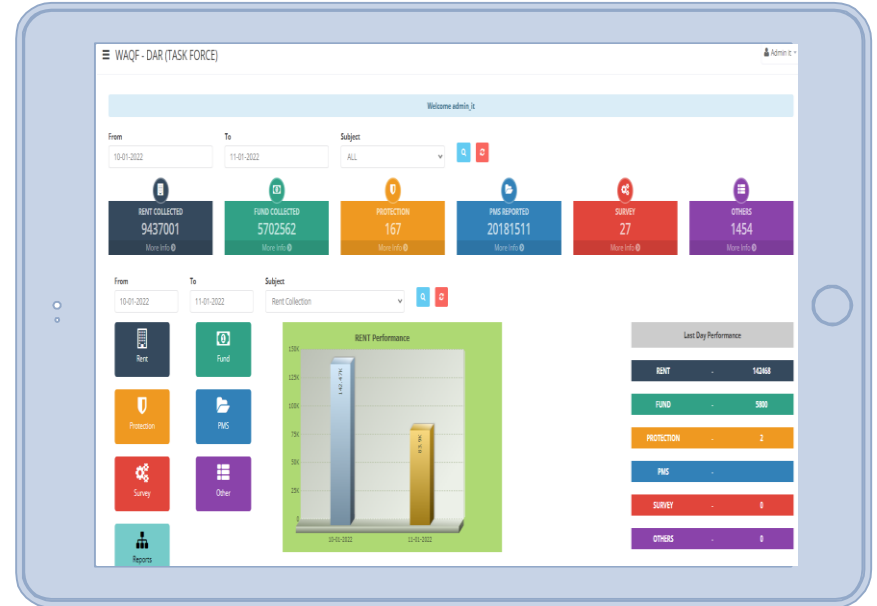 WAQF - DAR (TASK FORCE)
Admin it
Welcome admin_it
From To Subject
10-01-2022 11-01-2022 ALL
RENT COLLECTED FUND COLLECTED PROTECTION PMS REPORTED SURVEY OTHERS
9437001 5702562 167 20181511 27 1454
More Info More Info More Info More Info More Info More Info
From To Subject
10-01-2022 11-01-2022 Rent Collection
Rent
Fund
Protection
PMS
Survey
Other
Reports
RENT Performance
150K
125K
100K
75K
50K
25K
0
142.47K
83.9K
10-01-2022 11-01-2022
Last Day Performance
RENT - 142468
FUND - 5800
PROTECTION - 2
PMS -
SURVEY - 0
OTHERS - 0